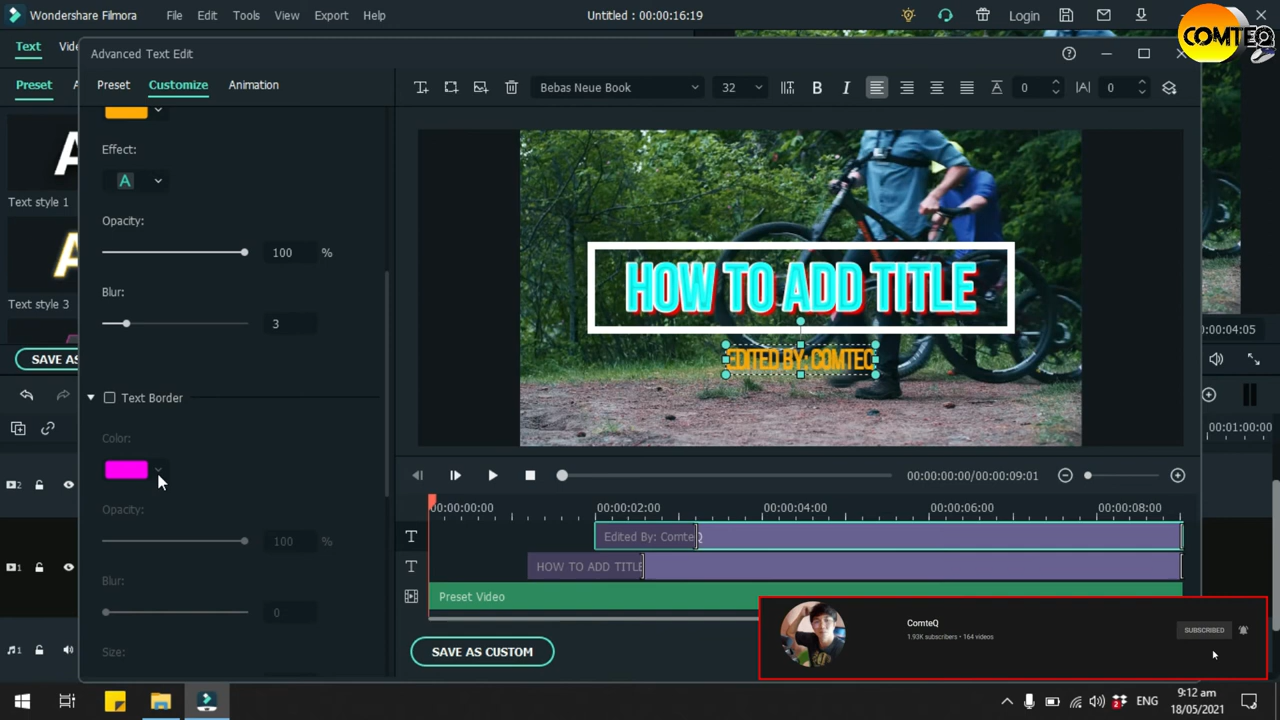 Wondershare Filmora
File
Edit
Tools
View
Export
Help
Untitled : 00:00:16:19
Login
COMTEQ
Text
Advanced Text Edit
Preset
Preset
Customize
Animation
Bebas Neue Book
32
B
I
0
0
Effect:
A
Text style 1
Opacity:
100 %
Blur:
3
Text style 3
HOW TO ADD TITLE
EDITED BY: COMTEQ
SAVE AS
Text Border
Color:
Opacity:
100 %
Blur:
0
Size:
00:00:00:00/00:00:09:01
00:00:00:00
00:00:02:00
00:00:04:00
00:00:06:00
00:00:08:00
00:01:00:00
Edited By: ComteQ
HOW TO ADD TITLE
Preset Video
SAVE AS CUSTOM
ComteQ
1.93K subscribers • 164 videos
SUBSCRIBED
2
1
1
ENG
9:12 am
18/05/2021